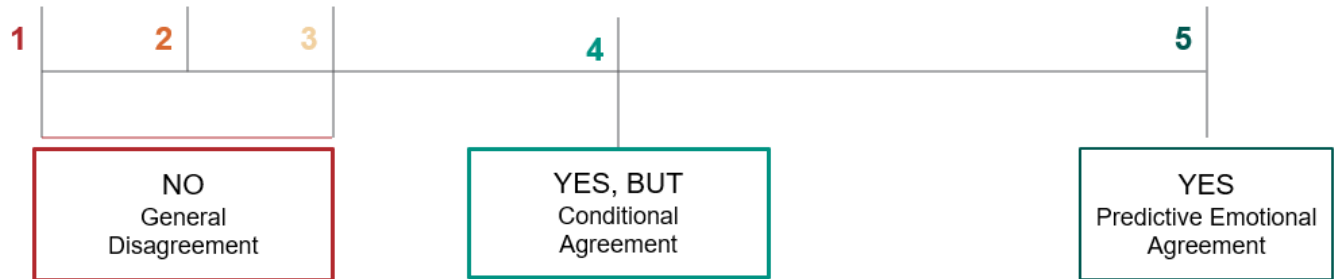 1
2
3
4
5
NO
General
Disagreement
YES, BUT
Conditional
Agreement
YES
Predictive Emotional
Agreement